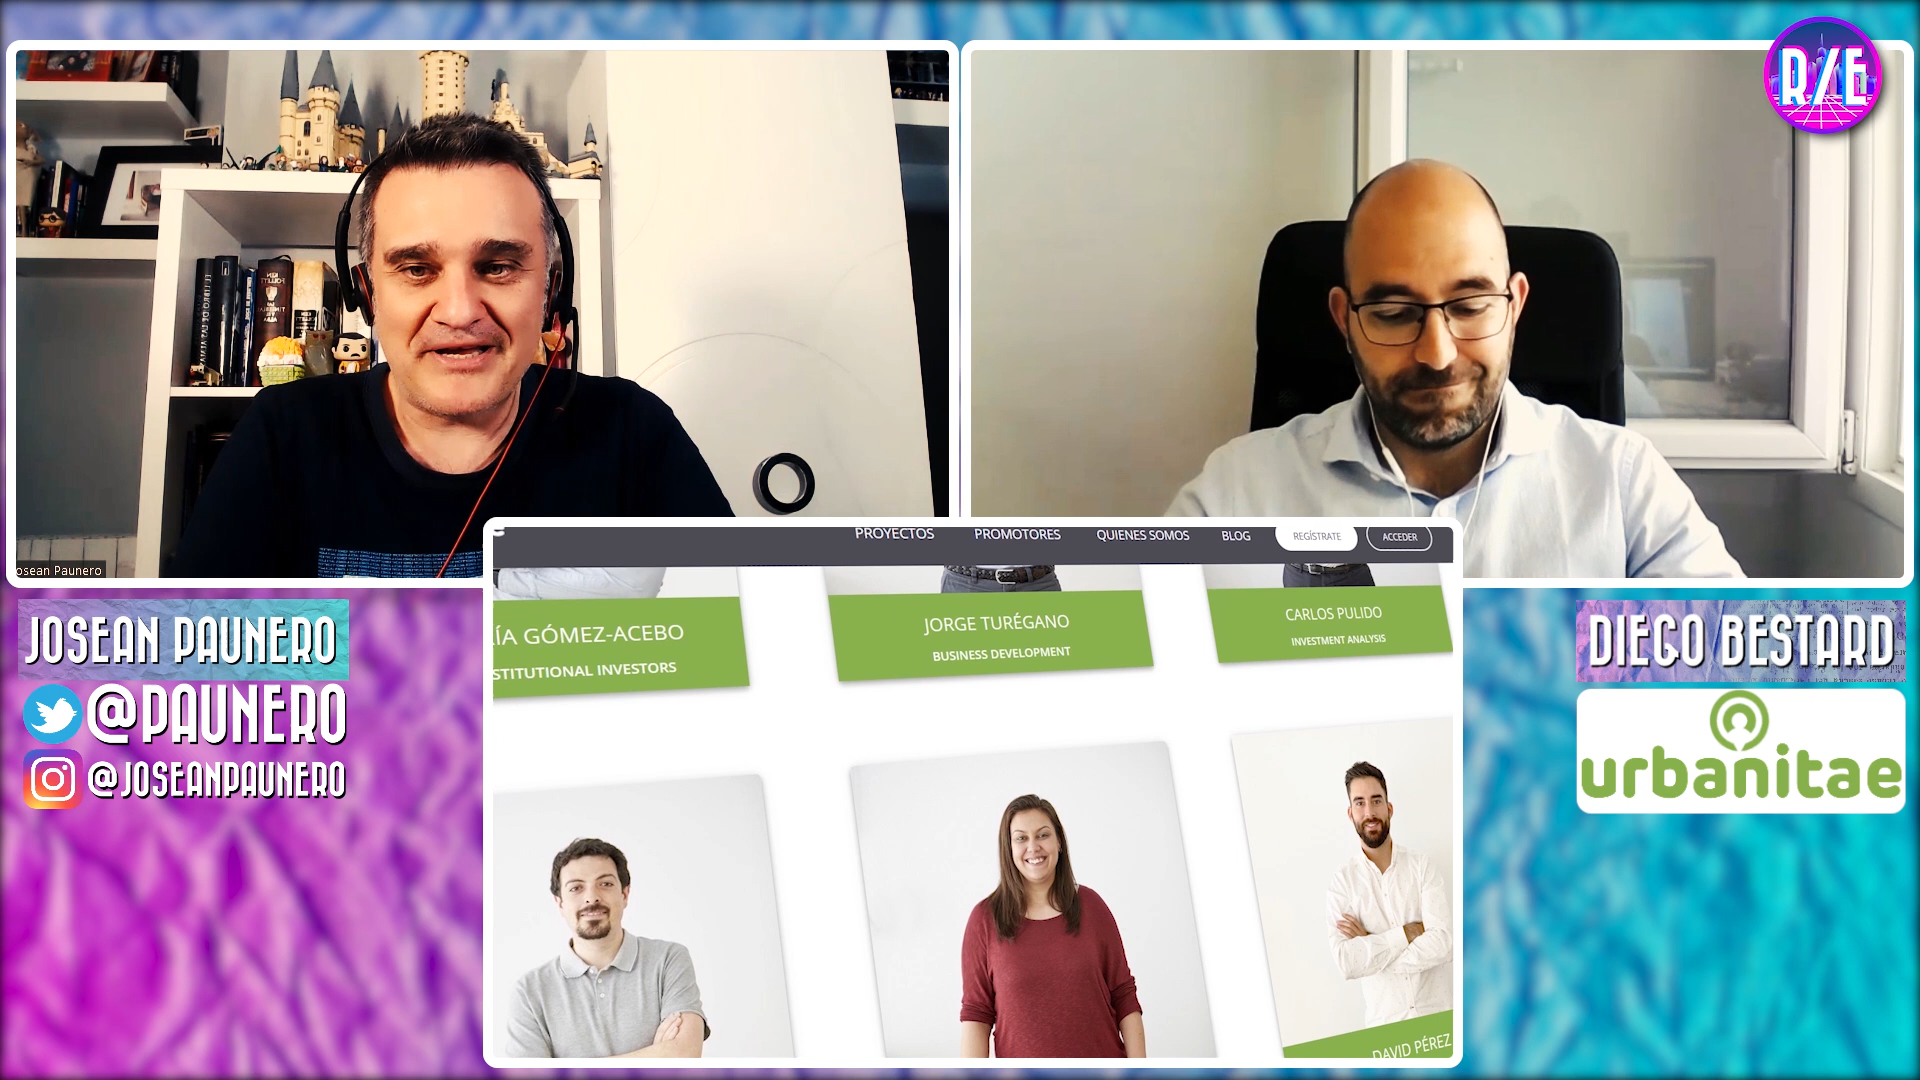 R/E
osean Paunero
JOSEAN PAUNERO
@PAUNERO
@JOSEANPAUNERO
DIEGO BESTARD
urbanitae
PROYECTOS PROMOTORES QUIENES SOMOS BLOG REGÍSTRATE ACCEDER
ÍA GÓMEZ-ACEBO
STITUTIONAL INVESTORS
JORGE TURÉGANO
BUSINESS DEVELOPMENT
CARLOS PULIDO
INVESTMENT ANALYSIS
DAVID PÉREZ